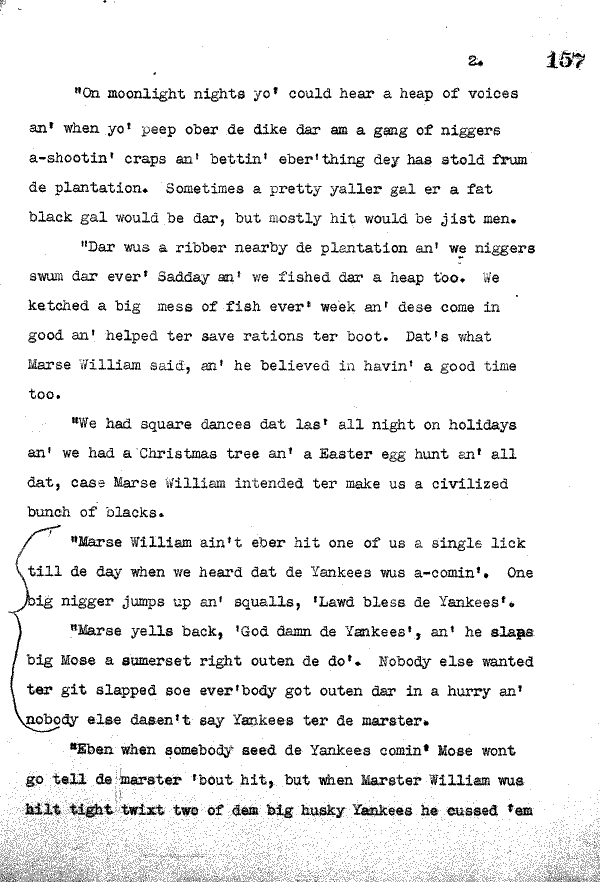 2. 157
"On moonlight nights yo' could hear a heap of voices
an' when yo' peep ober de dike dar am a gang of niggers
a-shootin' craps an' bettin' eber'thing dey has stold frum
de plantation. Sometimes a pretty yaller gal er a fat
black gal would be dar, but mostly hit would be jist men.
"Dar wus a ribber nearby de plantation an' we niggers
swum dar ever' Sadday an' we fished dar a heap too. We
ketched a big mess of fish ever' week an' dese come in
good an' helped ter save rations ter boot. Dat's what
Marse William said, an' he believed in havin' a good time
too.
"We had square dances dat las' all night on holidays
an' we had a Christmas tree an' a Easter egg hunt an' all
dat, case Marse William intended ter make us a civilized
bunch of blacks.
"Marse William ain't eber hit one of us a single lick
till de day when we heard dat de Yankees wus a-comin'. One
big nigger jumps up an' squalls, 'Lawd bless de Yankees'.
"Marse yells back, 'God damn de Yankees', an' he slaps
big Mose a sumerset right outen de do'. Nobody else wanted
ter git slapped soe ever'body got outen dar in a hurry an'
nobody else dasen't say Yankees ter de marster.
"Eben when somebody seed de Yankees comin' Mose wont
go tell de marster 'bout hit, but when Marster William wus
hilt tight twixt two of dem big husky Yankees he cussed 'em